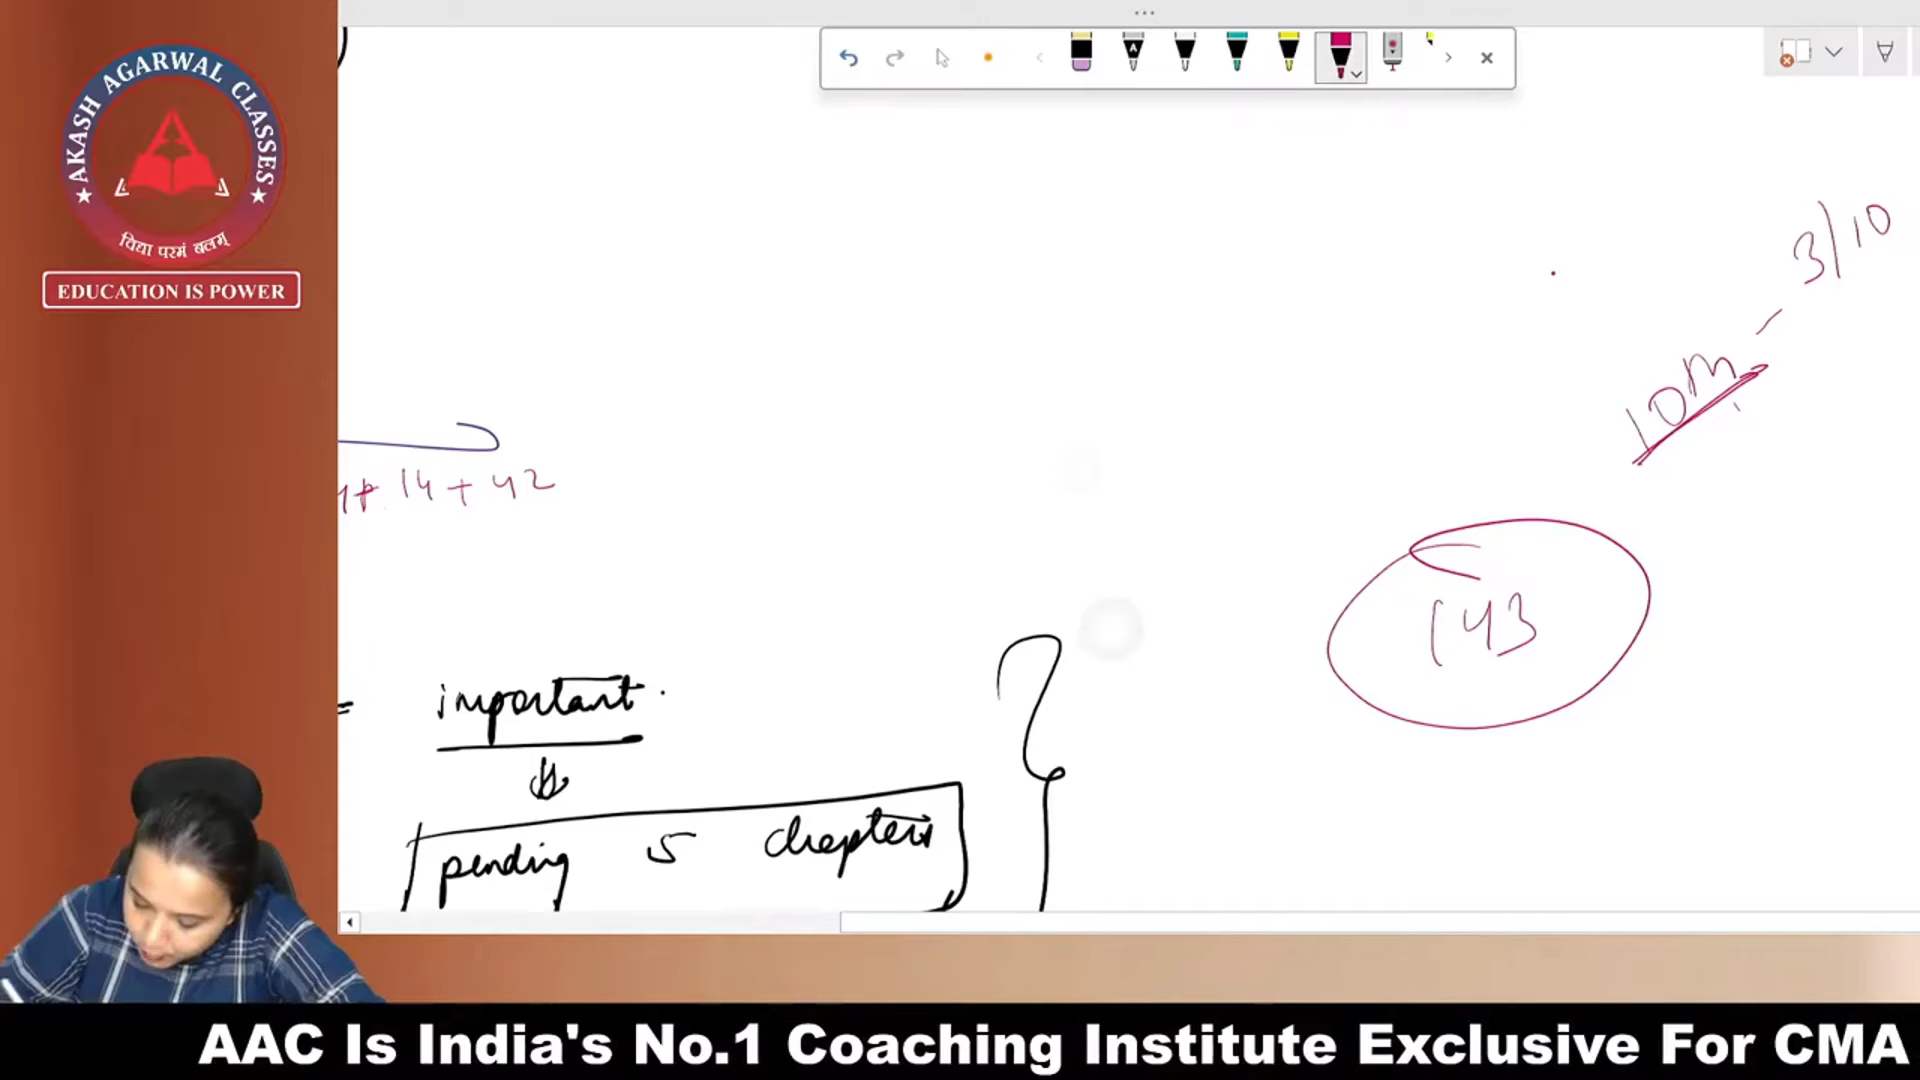 AKASH AGARWAL CLASSES
विद्या परमं बलम्
EDUCATION IS POWER
3/10
10m
14 + 42
143
= important.
pending 5 chapters
AAC Is India's No.1 Coaching Institute Exclusive For CMA